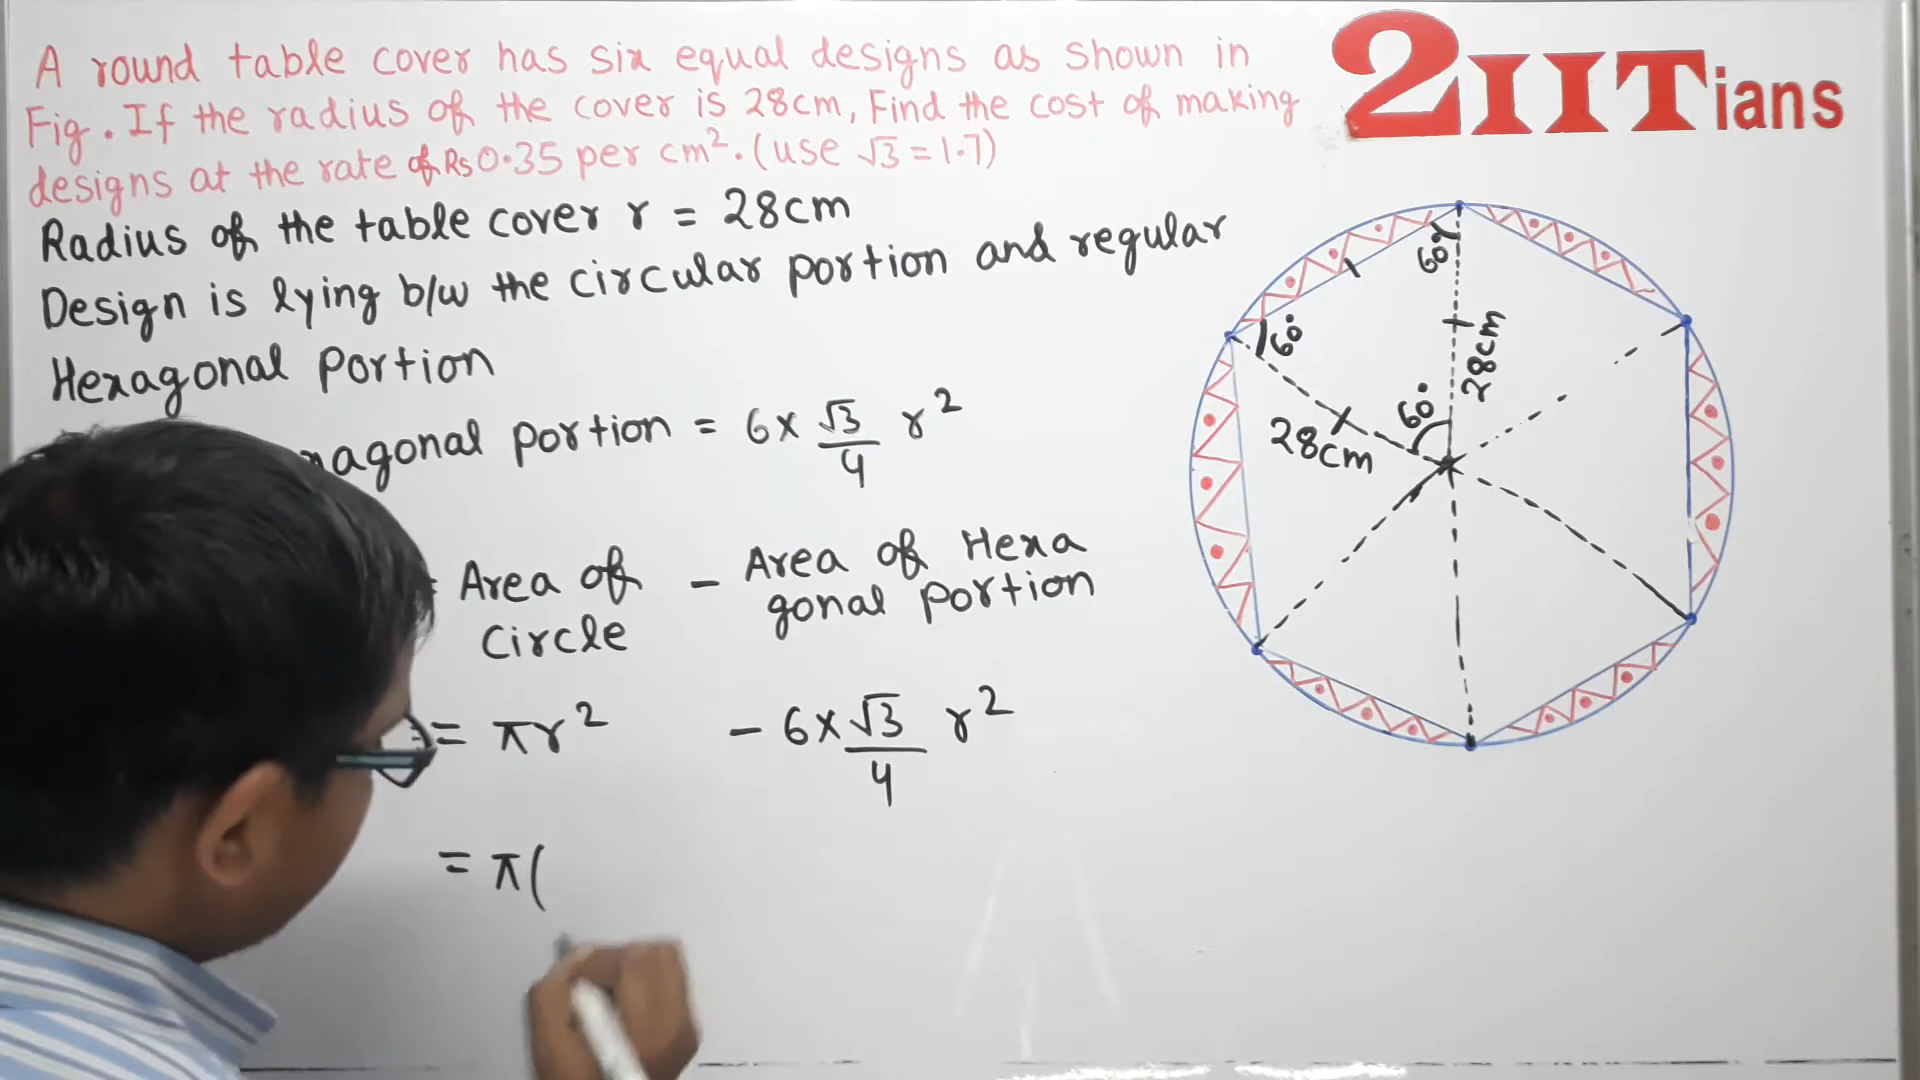 A round table cover has six equal designs as shown in
Fig. If the radius of the cover is 28cm, Find the cost of making
designs at the rate of Rs 0.35 per cm². (use √3 = 1.7)
2IITians
Radius of the table cover r = 28cm
Design is lying b/w the circular portion and regular
Hexagonal Portion
agonal portion = 6 × √3/4 r²
Area of Circle - Area of Hexa
gonal portion
= πr² - 6 × √3/4 r²
= π(
60°
60°
60°
28cm
28cm